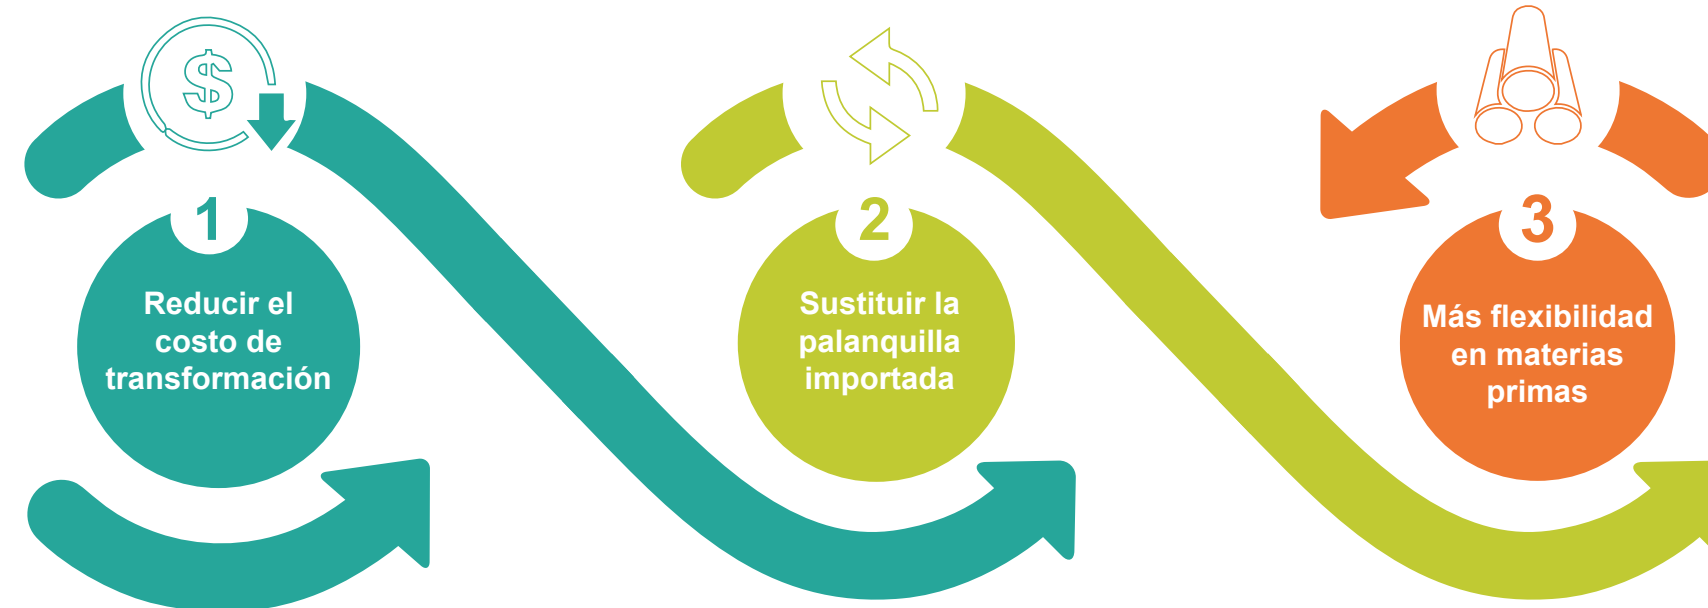 $
1
Reducir el
costo de
transformación
2
Sustituir la
palanquilla
importada
3
Más flexibilidad
en materias
primas